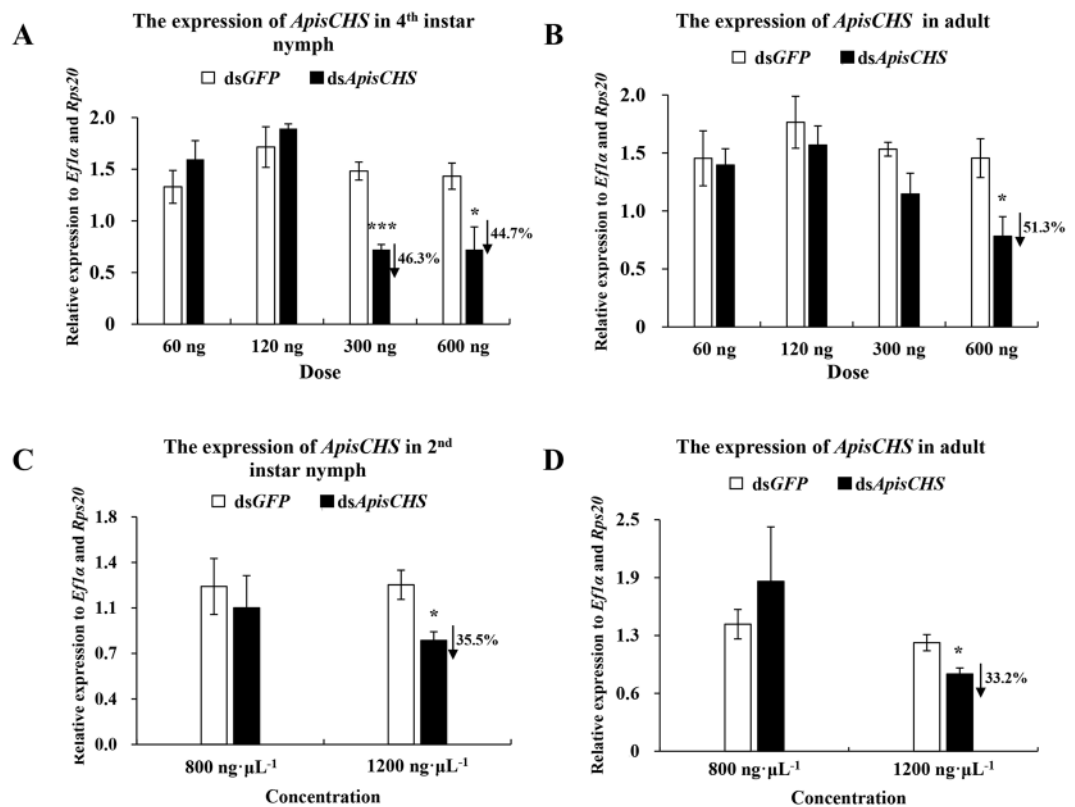 A
The expression of ApisCHS in 4th instar
nymph
dsGFP dsApisCHS
Relative expression to Ef1α and Rps20
2.0
1.5
1.0
0.5
0
***
46.3%
*
44.7%
60 ng 120 ng 300 ng 600 ng
Dose
B
The expression of ApisCHS in adult
dsGFP dsApisCHS
Relative expression to Ef1α and Rps20
2.0
1.5
1.0
0.5
0
*
51.3%
60 ng 120 ng 300 ng 600 ng
Dose
C
The expression of ApisCHS in 2nd
instar nymph
dsGFP dsApisCHS
Relative expression to Ef1α and Rps20
1.8
1.4
1.1
0.7
0.4
0.0
*
35.5%
800 ng·μL-1 1200 ng·μL-1
Concentration
D
The expression of ApisCHS in adult
dsGFP dsApisCHS
Relative expression to Ef1α and Rps20
2.5
1.9
1.3
0.6
0
*
33.2%
800 ng·μL-1 1200 ng·μL-1
Concentration